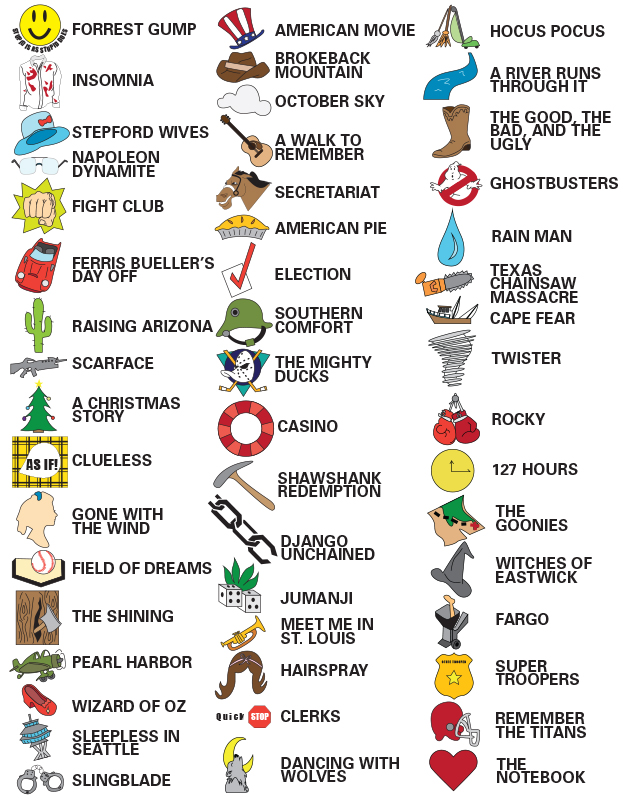 STUPID IS AS STUPID DOES
FORREST GUMP
INSOMNIA
STEPFORD WIVES
NAPOLEON
DYNAMITE
FIGHT CLUB
FERRIS BUELLER'S
DAY OFF
RAISING ARIZONA
SCARFACE
A CHRISTMAS
STORY
AS IF!
CLUELESS
GONE WITH
THE WIND
FIELD OF DREAMS
THE SHINING
PEARL HARBOR
WIZARD OF OZ
SLEEPLESS IN
SEATTLE
SLINGBLADE
AMERICAN MOVIE
BROKEBACK
MOUNTAIN
OCTOBER SKY
A WALK TO
REMEMBER
SECRETARIAT
AMERICAN PIE
ELECTION
SOUTHERN
COMFORT
THE MIGHTY
DUCKS
CASINO
SHAWSHANK
REDEMPTION
DJANGO
UNCHAINED
JUMANJI
MEET ME IN
ST. LOUIS
HAIRSPRAY
Quick STOP
CLERKS
DANCING WITH
WOLVES
HOCUS POCUS
A RIVER RUNS
THROUGH IT
THE GOOD, THE
BAD, AND THE
UGLY
GHOSTBUSTERS
RAIN MAN
TEXAS
CHAINSAW
MASSACRE
CAPE FEAR
TWISTER
ROCKY
127 HOURS
THE
GOONIES
WITCHES OF
EASTWICK
FARGO
STATE TROOPER
SUPER
TROOPERS
REMEMBER
THE TITANS
THE
NOTEBOOK